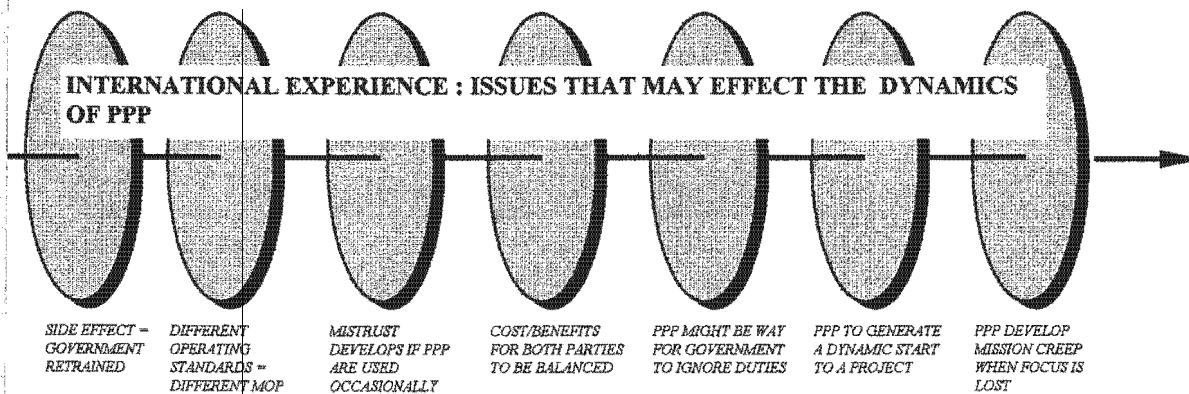 INTERNATIONAL EXPERIENCE : ISSUES THAT MAY EFFECT THE DYNAMICS
OF PPP
SIDE EFFECT =
GOVERNMENT
RETRAINED
DIFFERENT
OPERATING
STANDARDS =
DIFFERENT MOP
MISTRUST
DEVELOPS IF PPP
ARE USED
OCCASIONALLY
COST/BENEFITS
FOR BOTH PARTIES
TO BE BALANCED
PPP MIGHT BE WAY
FOR GOVERNMENT
TO IGNORE DUTIES
PPP TO GENERATE
A DYNAMIC START
TO A PROJECT
PPP DEVELOP
MISSION CREEP
WHEN FOCUS IS
LOST